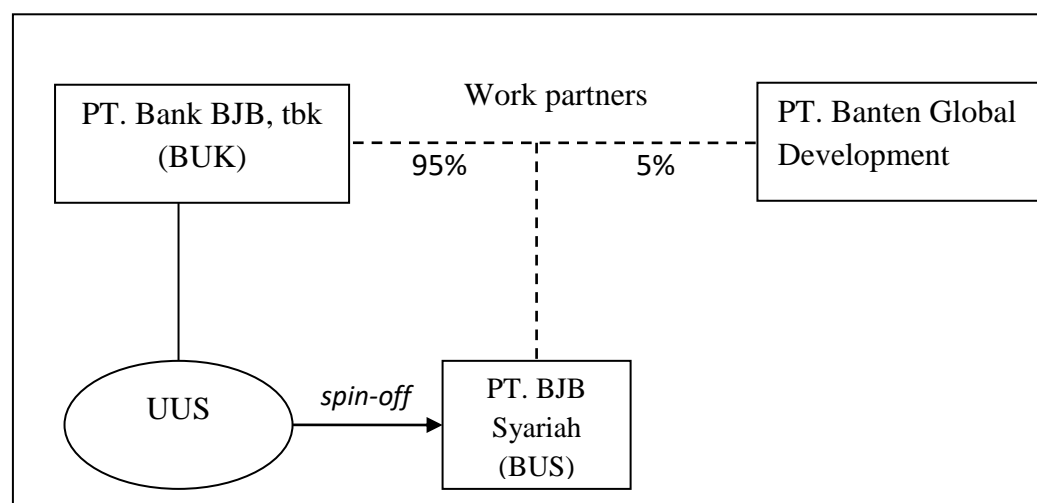 PT. Bank BJB, tbk
(BUK)
Work partners
PT. Banten Global
Development
95%
5%
UUS
spin-off
PT. BJB
Syariah
(BUS)